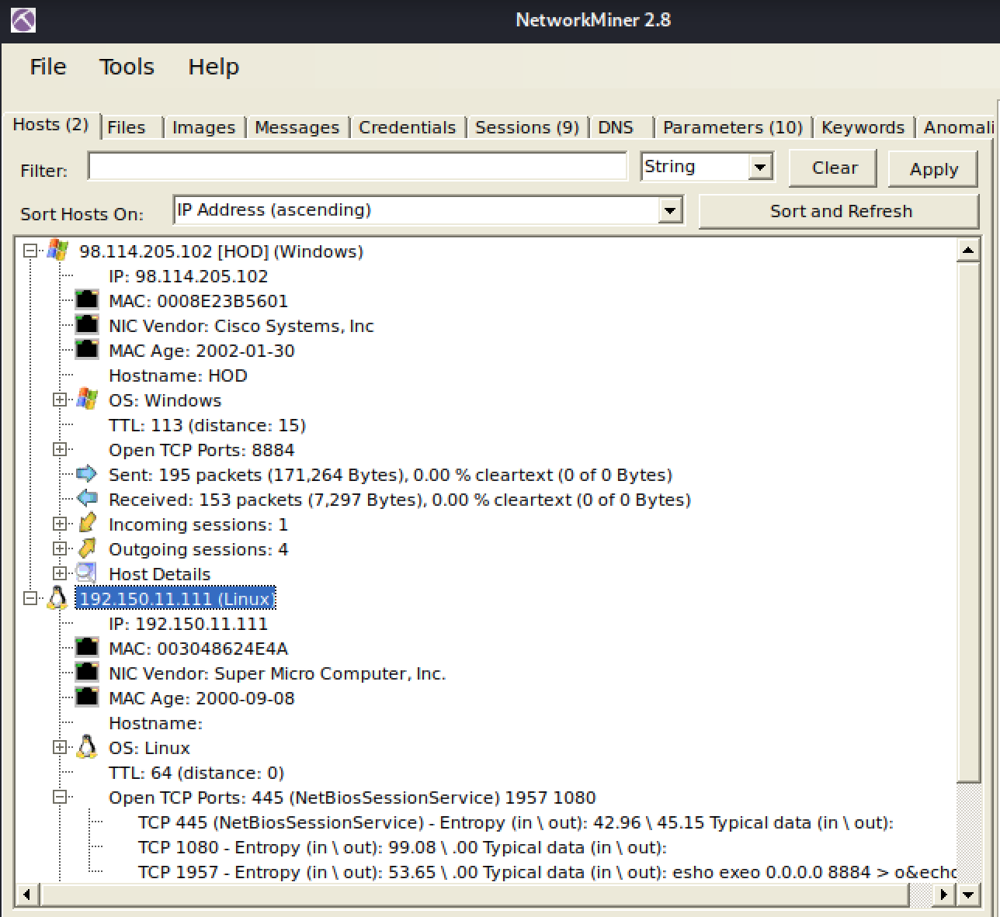 NetworkMiner 2.8
File Tools Help
Hosts (2) Files Images Messages Credentials Sessions (9) DNS Parameters (10) Keywords Anomali
Filter: String Clear Apply
Sort Hosts On: IP Address (ascending) Sort and Refresh
98.114.205.102 [HOD] (Windows)
IP: 98.114.205.102
MAC: 0008E23B5601
NIC Vendor: Cisco Systems, Inc
MAC Age: 2002-01-30
Hostname: HOD
OS: Windows
TTL: 113 (distance: 15)
Open TCP Ports: 8884
Sent: 195 packets (171,264 Bytes), 0.00 % cleartext (0 of 0 Bytes)
Received: 153 packets (7,297 Bytes), 0.00 % cleartext (0 of 0 Bytes)
Incoming sessions: 1
Outgoing sessions: 4
Host Details
192.150.11.111 (Linux)
IP: 192.150.11.111
MAC: 003048624E4A
NIC Vendor: Super Micro Computer, Inc.
MAC Age: 2000-09-08
Hostname:
OS: Linux
TTL: 64 (distance: 0)
Open TCP Ports: 445 (NetBiosSessionService) 1957 1080
TCP 445 (NetBiosSessionService) - Entropy (in \ out): 42.96 \ 45.15 Typical data (in \ out):
TCP 1080 - Entropy (in \ out): 99.08 \ .00 Typical data (in \ out):
TCP 1957 - Entropy (in \ out): 53.65 \ .00 Typical data (in \ out): esho exeo 0.0.0.0 8884 > o&echo